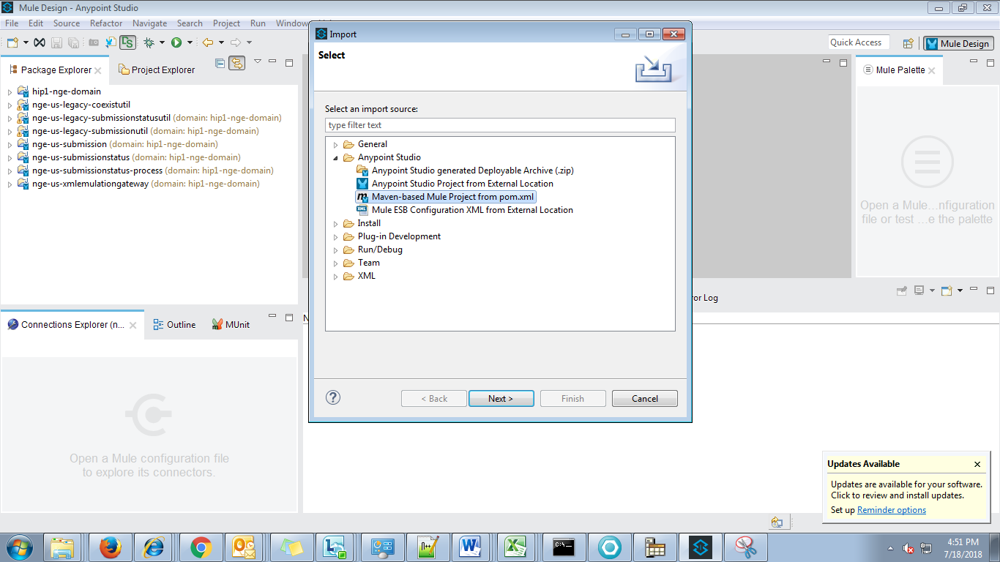 Mule Design - Anypoint Studio
File Edit Source Refactor Navigate Search Project Run Window
Quick Access
Mule Design
Package Explorer
Project Explorer
hip1-nge-domain
nge-us-legacy-coexistutil
nge-us-legacy-submissionstatusutil (domain: hip1-nge-domain)
nge-us-legacy-submissionutil (domain: hip1-nge-domain)
nge-us-submission (domain: hip1-nge-domain)
nge-us-submissionstatus (domain: hip1-nge-domain)
nge-us-submissionstatus-process (domain: hip1-nge-domain)
nge-us-xmlemulationgateway (domain: hip1-nge-domain)
Connections Explorer (n...
Outline
MUnit
Open a Mule configuration file
to explore its connectors.
Import
Select
Select an import source:
type filter text
General
Anypoint Studio
Anypoint Studio generated Deployable Archive (.zip)
Anypoint Studio Project from External Location
Maven-based Mule Project from pom.xml
Mule ESB Configuration XML from External Location
Install
Plug-in Development
Run/Debug
Team
XML
< Back
Next >
Finish
Cancel
Mule Palette
Open a Mule...nfiguration
file or test ...e the palette
or Log
N
Updates Available
Updates are available for your software.
Click to review and install updates.
Set up Reminder options
4:51 PM
7/18/2018